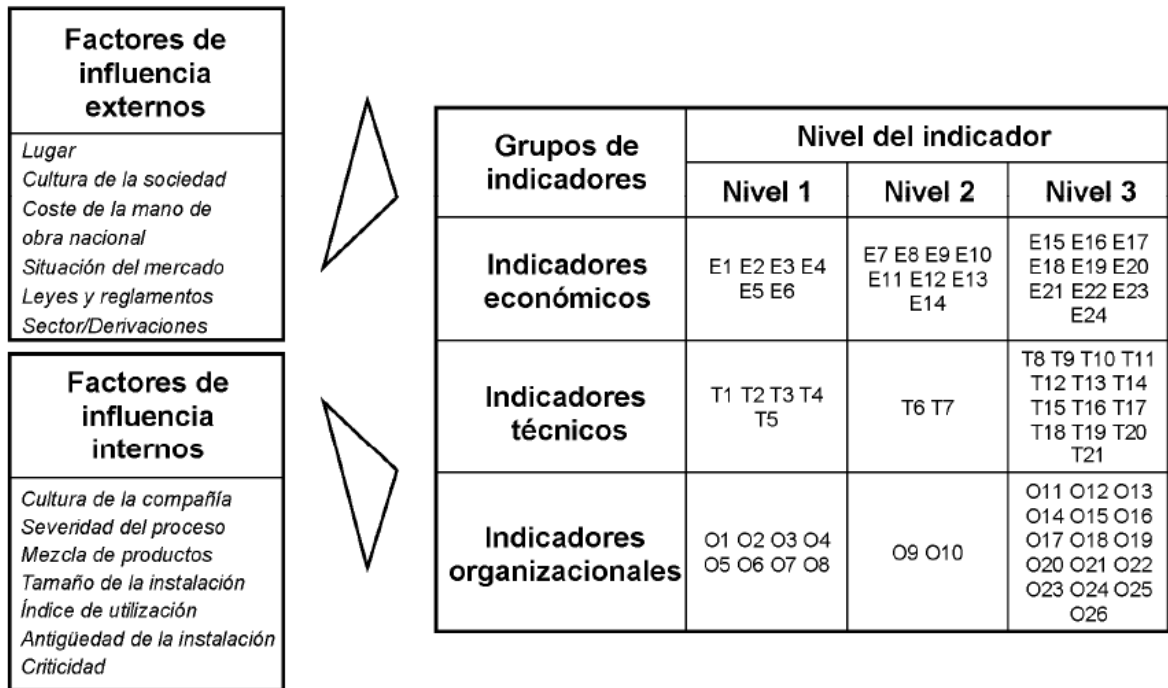 Factores de
influencia
externos
Lugar
Cultura de la sociedad
Coste de la mano de
obra nacional
Situación del mercado
Leyes y reglamentos
Sector/Derivaciones
Factores de
influencia
internos
Cultura de la compañía
Severidad del proceso
Mezcla de productos
Tamaño de la instalación
Índice de utilización
Antigüedad de la instalación
Criticidad
Grupos de
indicadores
Nivel del indicador
Nivel 1
Nivel 2
Nivel 3
Indicadores
económicos
E1 E2 E3 E4
E5 E6
E7 E8 E9 E10
E11 E12 E13
E14
E15 E16 E17
E18 E19 E20
E21 E22 E23
E24
Indicadores
técnicos
T1 T2 T3 T4
T5
T6 T7
T8 T9 T10 T11
T12 T13 T14
T15 T16 T17
T18 T19 T20
T21
Indicadores
organizacionales
O1 O2 O3 O4
O5 O6 O7 O8
O9 O10
O11 O12 O13
O14 O15 O16
O17 O18 O19
O20 O21 O22
O23 O24 O25
O26